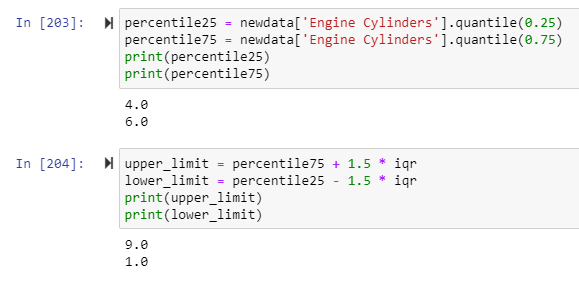 In [203]:
percentile25 = newdata['Engine Cylinders'].quantile(0.25)
percentile75 = newdata['Engine Cylinders'].quantile(0.75)
print(percentile25)
print(percentile75)
4.0
6.0
In [204]:
upper_limit = percentile75 + 1.5 * iqr
lower_limit = percentile25 - 1.5 * iqr
print(upper_limit)
print(lower_limit)
9.0
1.0